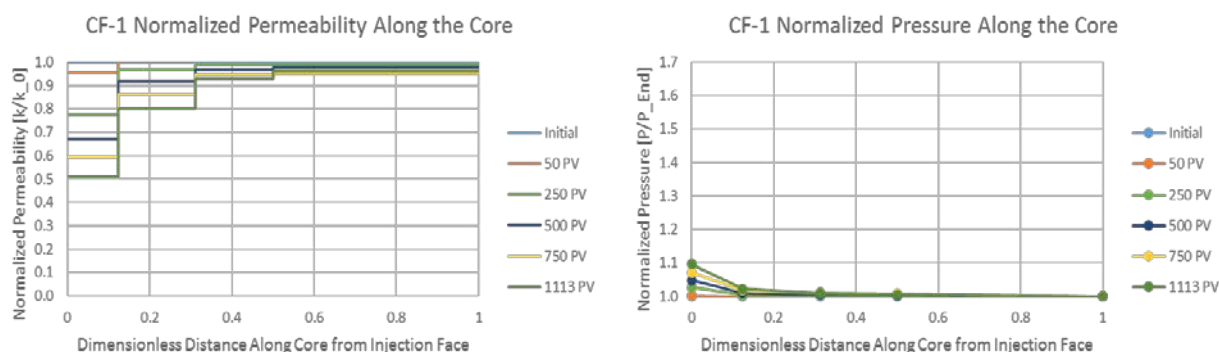 CF-1 Normalized Permeability Along the Core
Normalized Permeability [k/k_0]
1.0
0.9
0.8
0.7
0.6
0.5
0.4
0.3
0.2
0.1
0.0
0
0.2
0.4
0.6
0.8
1
Dimensionless Distance Along Core from Injection Face
Initial
50 PV
250 PV
500 PV
750 PV
1113 PV
CF-1 Normalized Pressure Along the Core
Normalized Pressure [P/P_End]
1.7
1.6
1.5
1.4
1.3
1.2
1.1
1.0
0
0.2
0.4
0.6
0.8
1
Dimensionless Distance Along Core from Injection Face
Initial
50 PV
250 PV
500 PV
750 PV
1113 PV